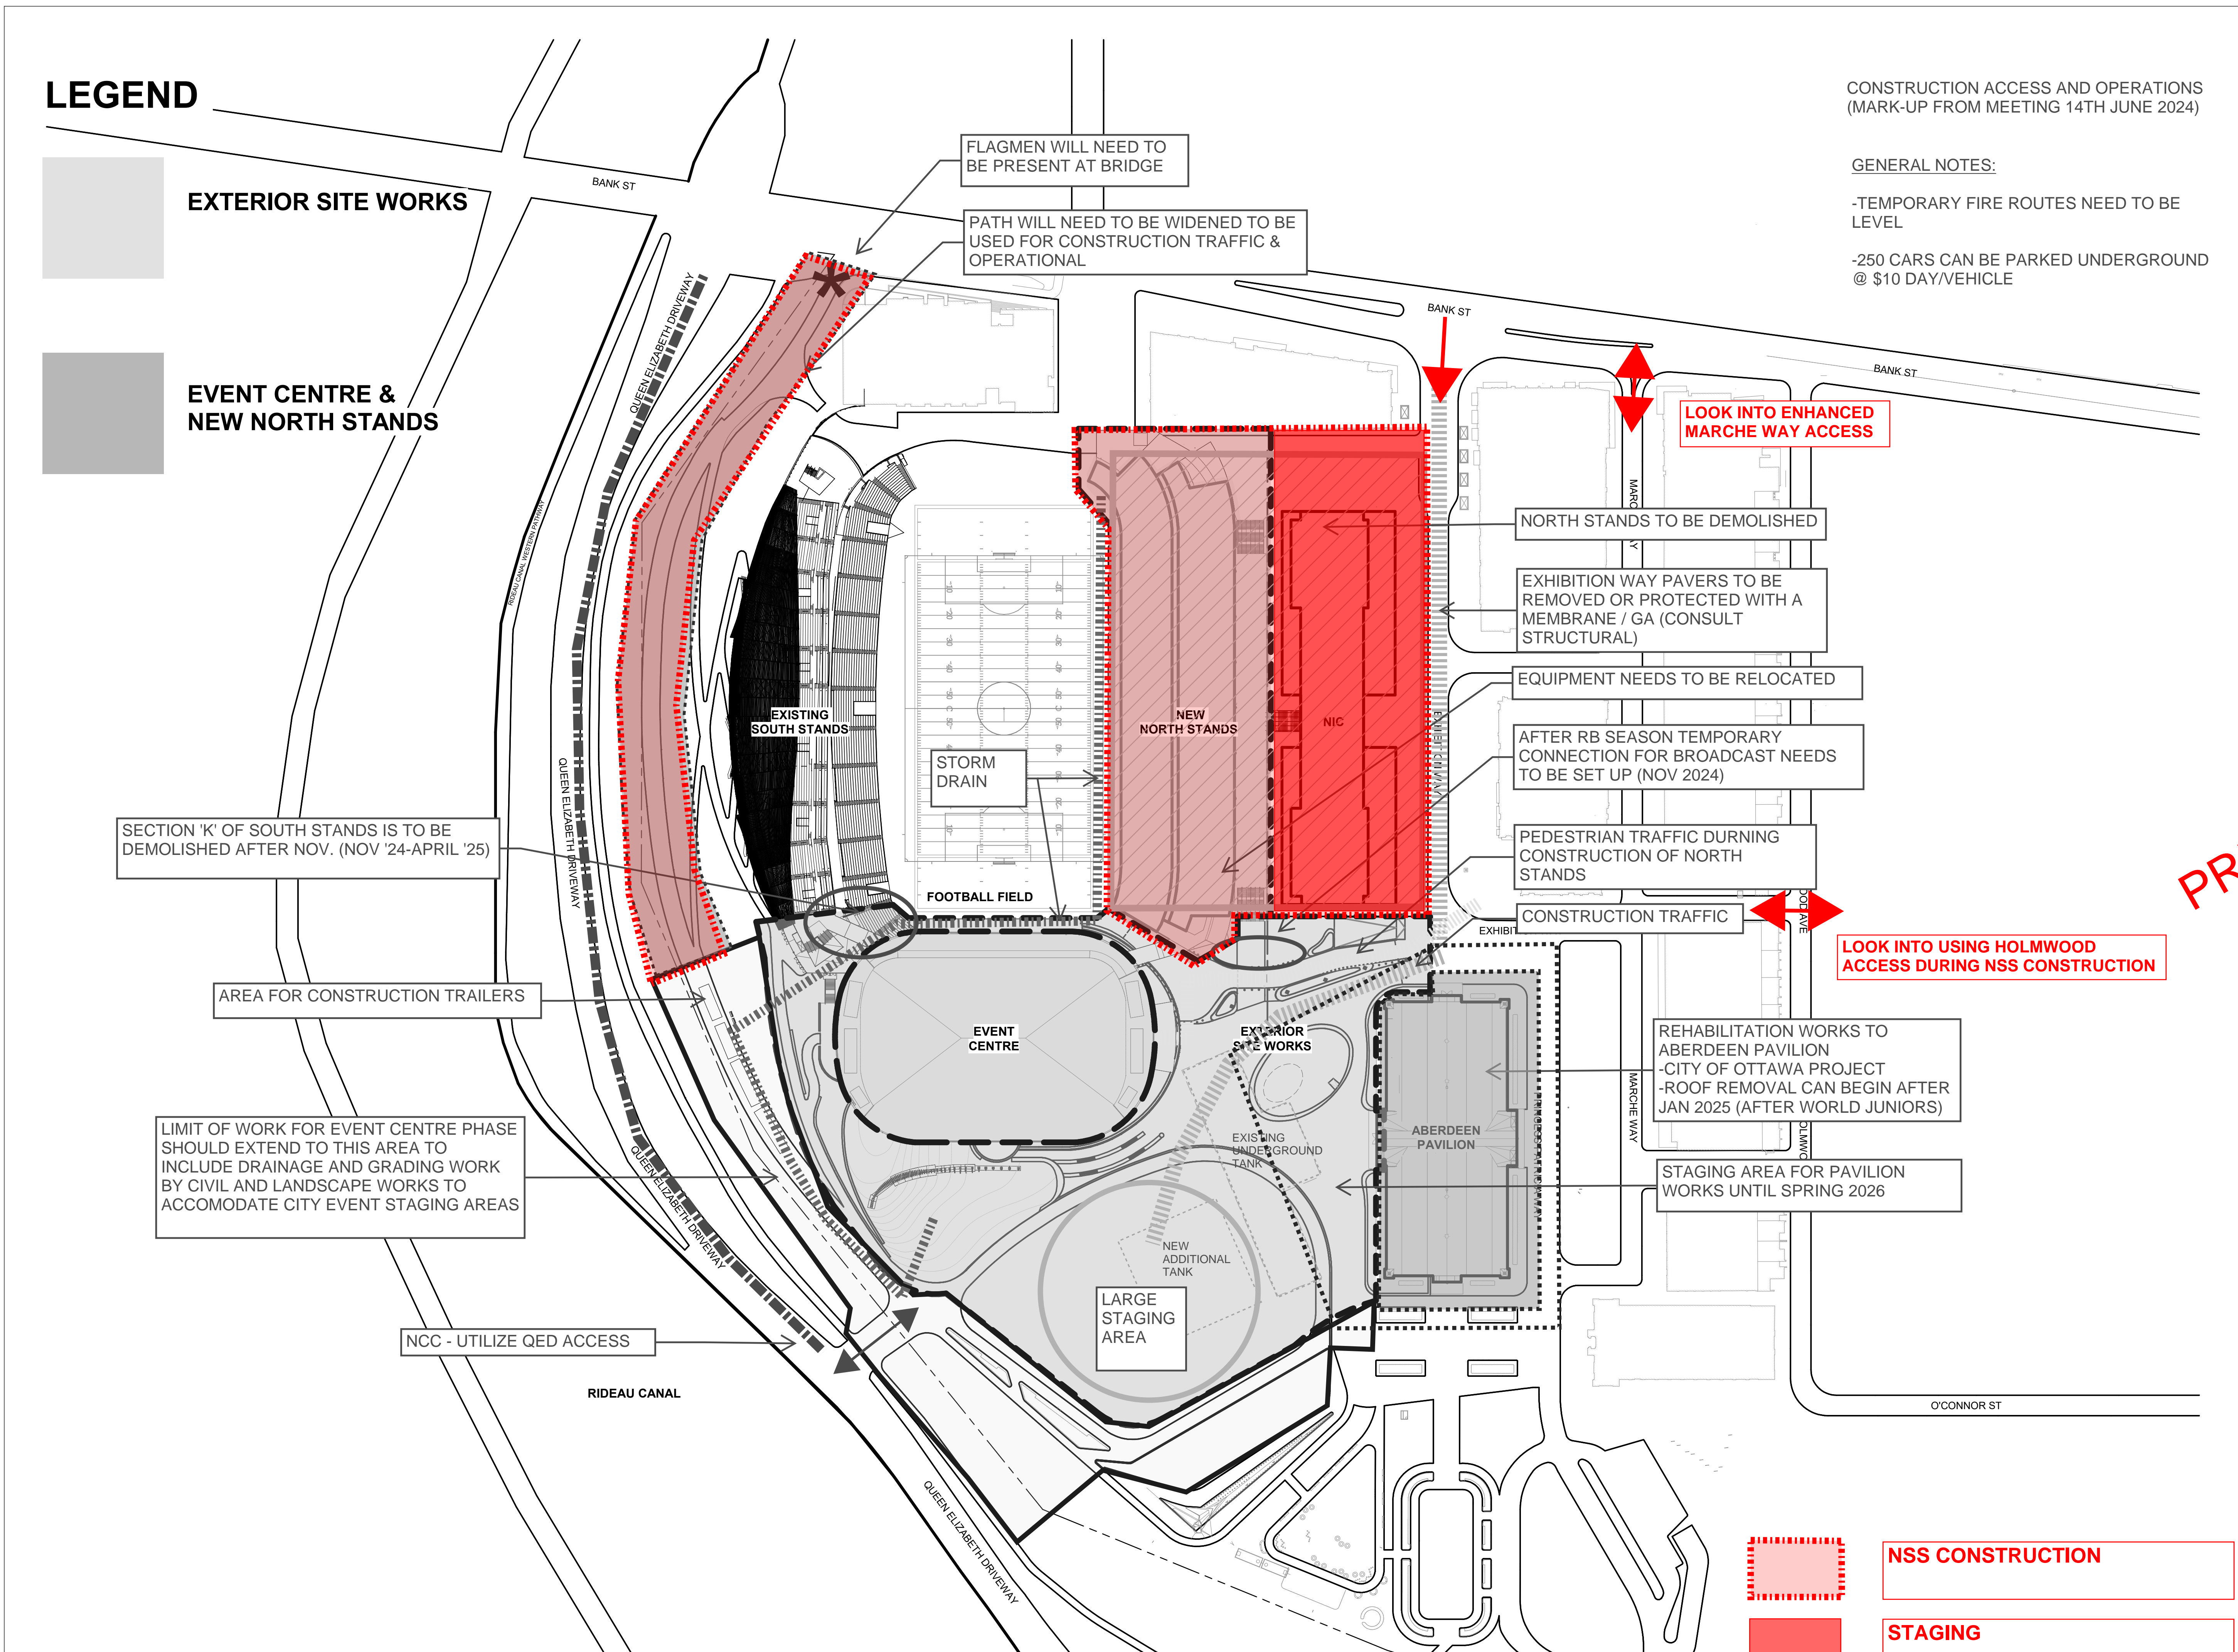 LEGEND
EXTERIOR SITE WORKS
EVENT CENTRE &
NEW NORTH STANDS
CONSTRUCTION ACCESS AND OPERATIONS
(MARK-UP FROM MEETING 14TH JUNE 2024)
GENERAL NOTES:
-TEMPORARY FIRE ROUTES NEED TO BE
LEVEL
-250 CARS CAN BE PARKED UNDERGROUND
@ $10 DAY/VEHICLE
FLAGMEN WILL NEED TO
BE PRESENT AT BRIDGE
PATH WILL NEED TO BE WIDENED TO BE
USED FOR CONSTRUCTION TRAFFIC &
OPERATIONAL
BANK ST
BANK ST
BANK ST
LOOK INTO ENHANCED
MARCHE WAY ACCESS
QUEEN ELIZABETH DRIVEWAY
RIDEAU CANAL WESTERN PATHWAY
NORTH STANDS TO BE DEMOLISHED
EXHIBITION WAY PAVERS TO BE
REMOVED OR PROTECTED WITH A
MEMBRANE / GA (CONSULT
STRUCTURAL)
EQUIPMENT NEEDS TO BE RELOCATED
AFTER RB SEASON TEMPORARY
CONNECTION FOR BROADCAST NEEDS
TO BE SET UP (NOV 2024)
PEDESTRIAN TRAFFIC DURNING
CONSTRUCTION OF NORTH
STANDS
CONSTRUCTION TRAFFIC
LOOK INTO USING HOLMWOOD
ACCESS DURING NSS CONSTRUCTION
EXISTING
SOUTH STANDS
NEW
NORTH STANDS
NIC
STORM
DRAIN
FOOTBALL FIELD
SECTION 'K' OF SOUTH STANDS IS TO BE
DEMOLISHED AFTER NOV. (NOV '24-APRIL '25)
QUEEN ELIZABETH DRIVEWAY
AREA FOR CONSTRUCTION TRAILERS
EVENT
CENTRE
EXTERIOR
SITE WORKS
REHABILITATION WORKS TO
ABERDEEN PAVILION
-CITY OF OTTAWA PROJECT
-ROOF REMOVAL CAN BEGIN AFTER
JAN 2025 (AFTER WORLD JUNIORS)
MARCHE WAY
LIMIT OF WORK FOR EVENT CENTRE PHASE
SHOULD EXTEND TO THIS AREA TO
INCLUDE DRAINAGE AND GRADING WORK
BY CIVIL AND LANDSCAPE WORKS TO
ACCOMODATE CITY EVENT STAGING AREAS
EXISTING
UNDERGROUND
TANK
ABERDEEN
PAVILION
STAGING AREA FOR PAVILION
WORKS UNTIL SPRING 2026
QUEEN ELIZABETH DRIVEWAY
NEW
ADDITIONAL
TANK
LARGE
STAGING
AREA
NCC - UTILIZE QED ACCESS
RIDEAU CANAL
O'CONNOR ST
QUEEN ELIZABETH DRIVEWAY
NSS CONSTRUCTION
STAGING